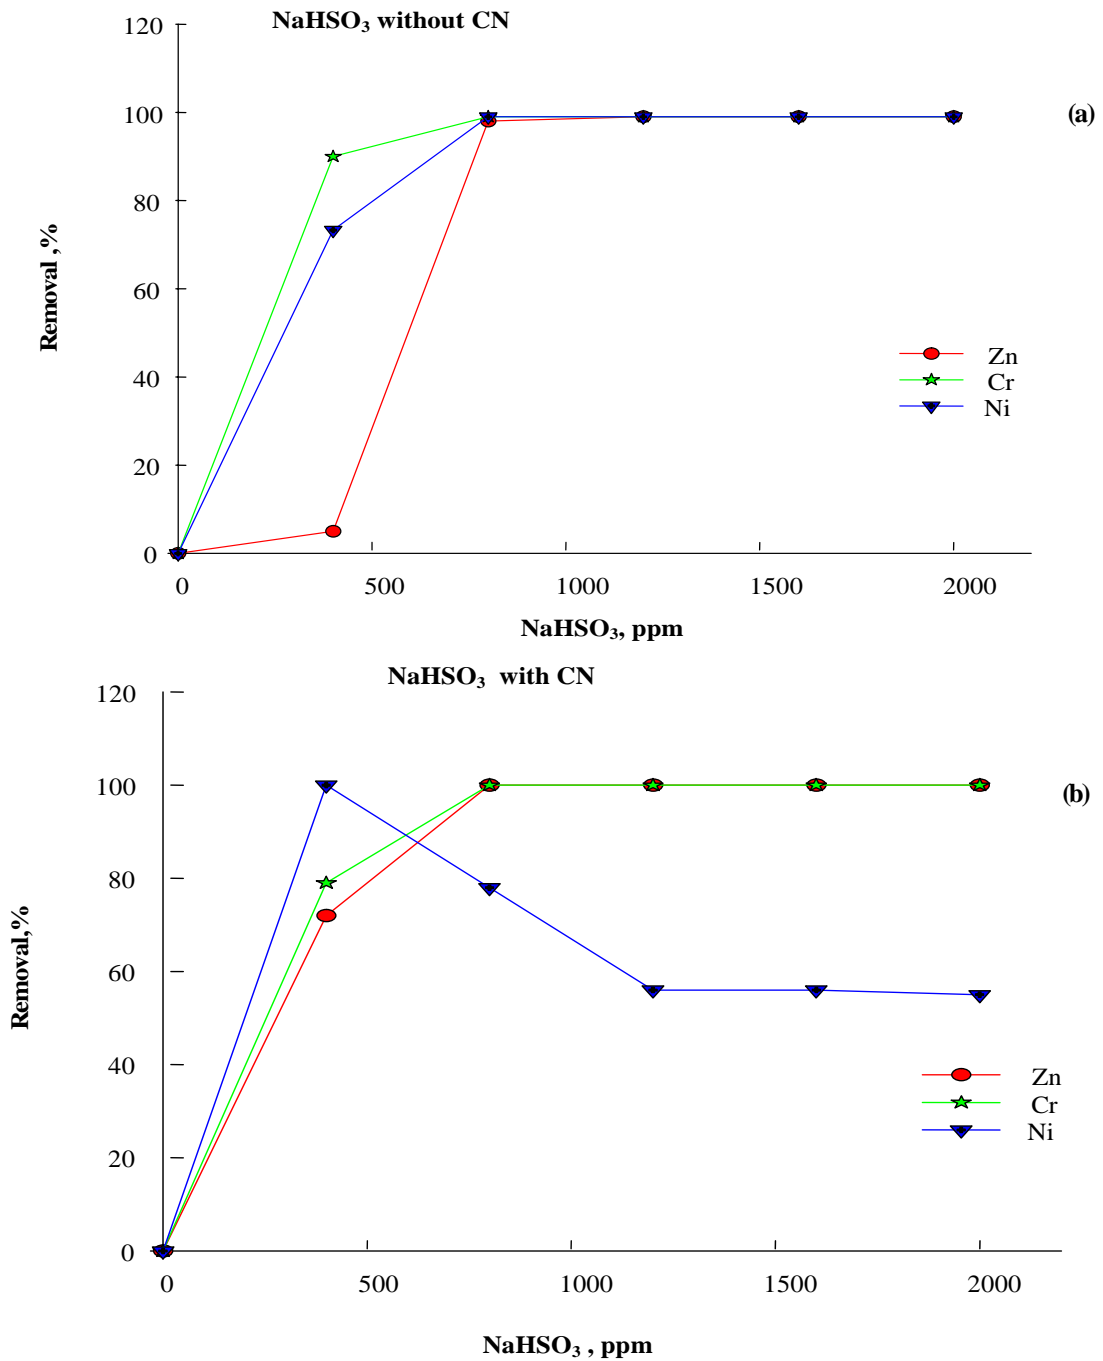 NaHSO₃ without CN
120
100
80
60
40
20
0
Removal ,%
(a)
Zn
Cr
Ni
0 500 1000 1500 2000
NaHSO₃, ppm
NaHSO₃ with CN
120
100
80
60
40
20
0
Removal,%
(b)
Zn
Cr
Ni
0 500 1000 1500 2000
NaHSO₃ , ppm